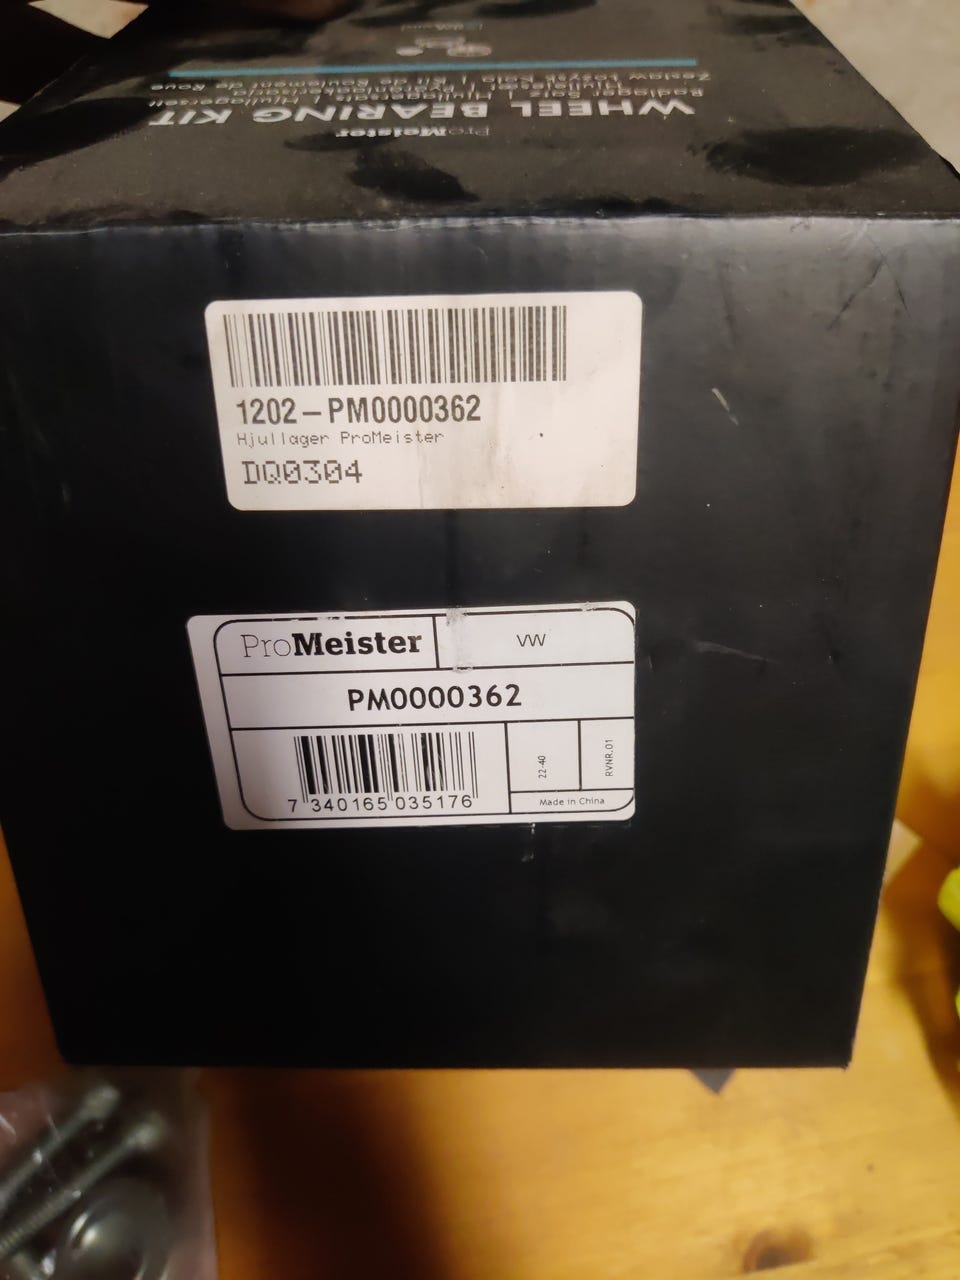 ProMeister
WHEEL BEARING KIT
1202-PM0000362
Hjullager ProMeister
DQ0304
ProMeister
VW
PM0000362
7 340165 035176
22-40
RVNR.01
Made in China